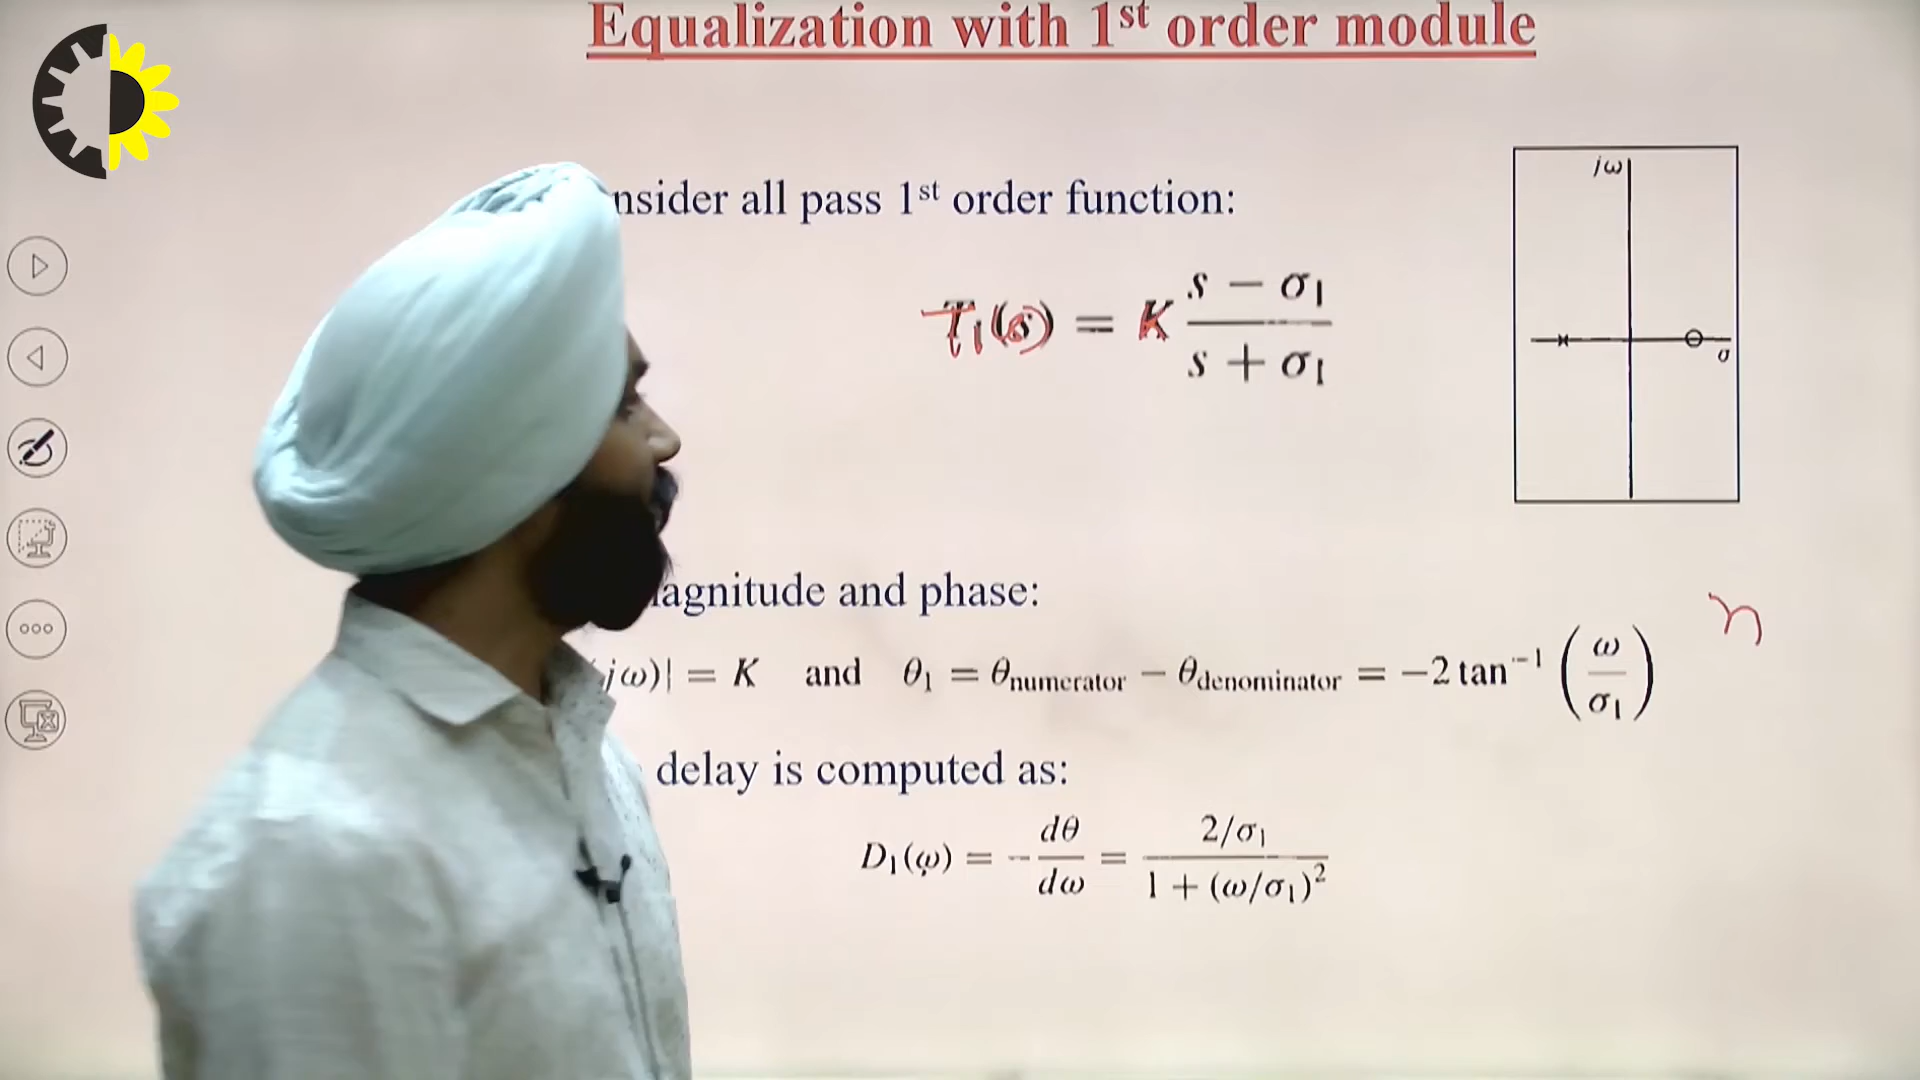 Equalization with 1st order module
nsider all pass 1st order function:
T₁(s) = K (s − σ₁)/(s + σ₁)
jω
σ
agnitude and phase:
n
jω)| = K and θ₁ = θnumerator − θdenominator = −2 tan⁻¹ (ω/σ₁)
delay is computed as:
D₁(ω) = − dθ/dω = (2/σ₁)/(1 + (ω/σ₁)²)